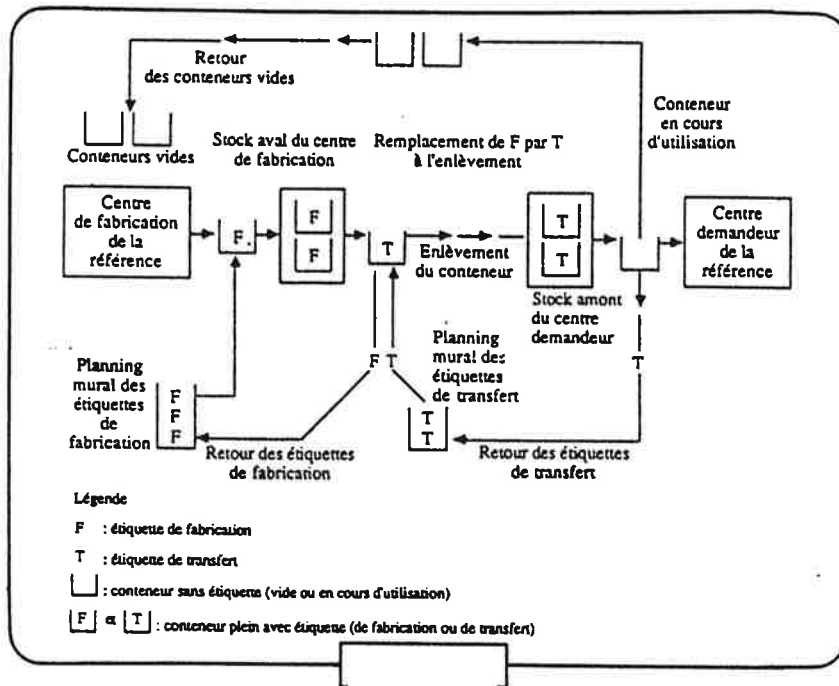 Retour
des conteneurs vides
Conteneur
en cours
d'utilisation
Conteneurs vides
Stock aval du centre
de fabrication
Remplacement de F par T
à l'enlèvement
Centre
de fabrication
de la
référence
F.
F
F
T
Enlèvement
du conteneur
T
T
Stock amont
du centre
demandeur
Centre
demandeur
de la
référence
Planning
mural des
étiquettes
de
fabrication
F
F
F
F T
Planning
mural des
étiquettes
de transfert
T
T
T
Retour des étiquettes
de fabrication
Retour des étiquettes
de transfert
Légende
F : étiquette de fabrication
T : étiquette de transfert
: conteneur sans étiquette (vide ou en cours d'utilisation)
F et T : conteneur plein avec étiquette (de fabrication ou de transfert)